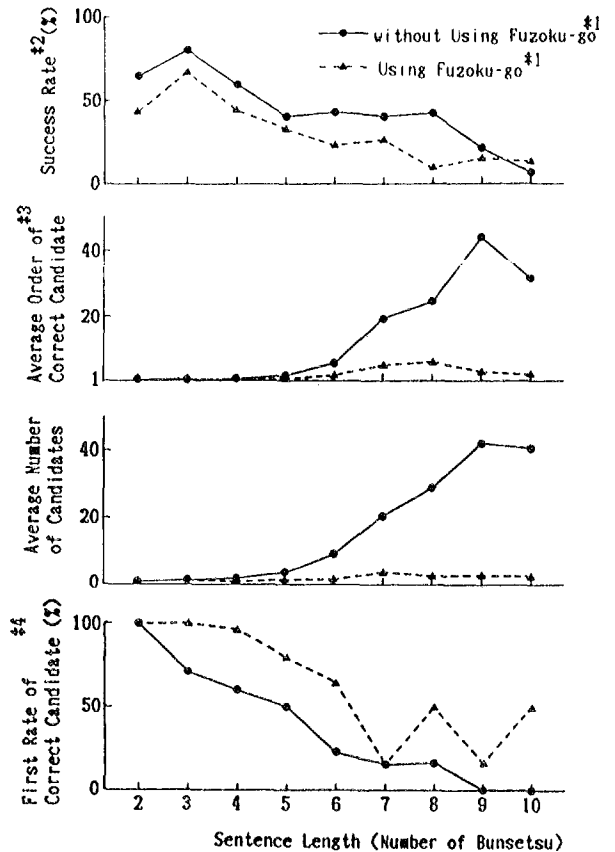 without Using Fuzoku-go‡1
Using Fuzoku-go‡1
Success Rate‡2(%)
100
50
0
Average Order of‡3
Correct Candidate
40
20
1
Average Number
of Candidates
40
20
0
First Rate of‡4
Correct Candidate (%)
100
50
0
2 3 4 5 6 7 8 9 10
Sentence Length (Number of Bunsetsu)